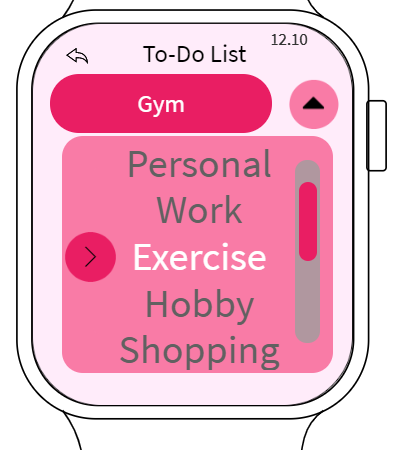 12.10
To-Do List
Gym
Personal
Work
Exercise
Hobby
Shopping